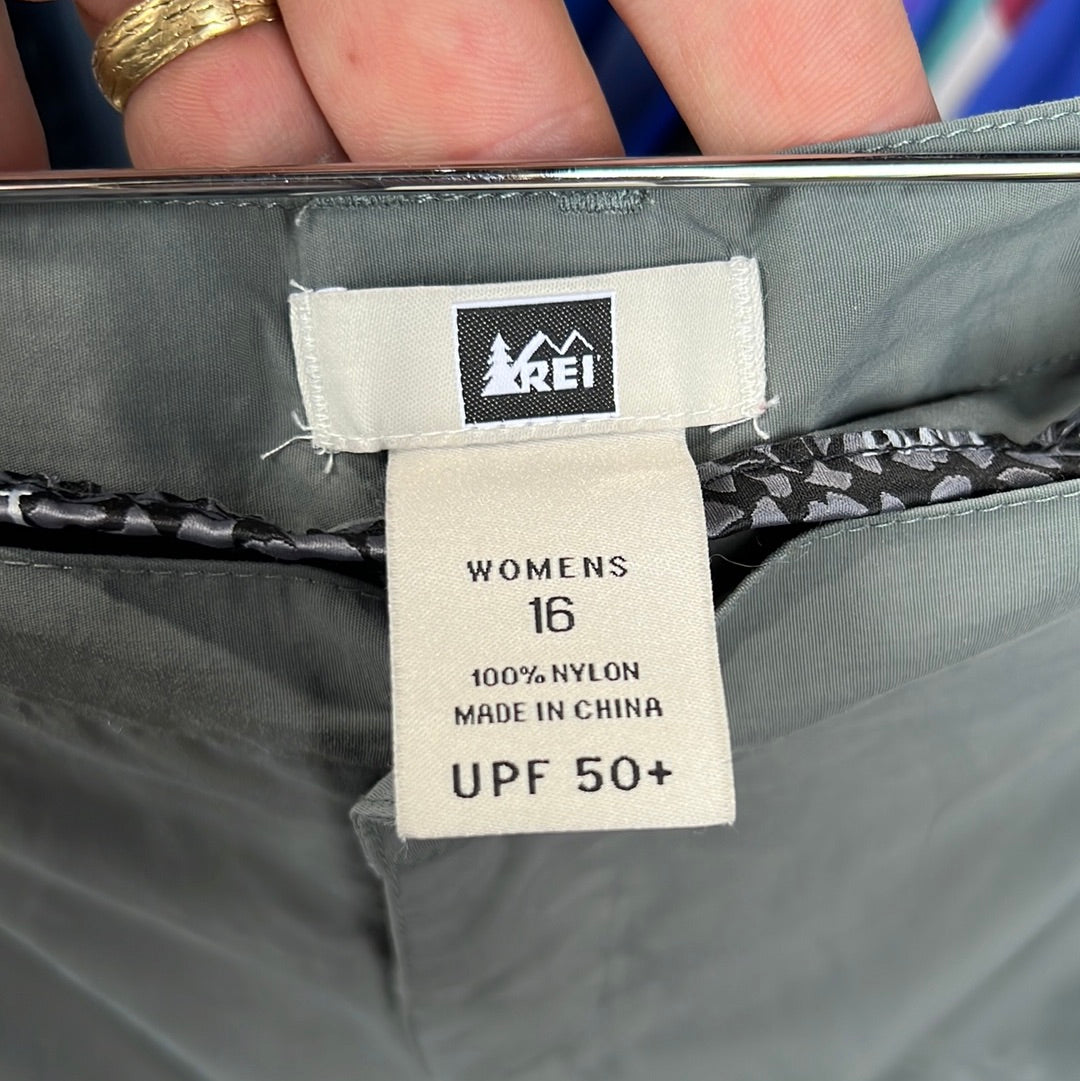 REI
WOMENS
16
100% NYLON
MADE IN CHINA
UPF 50+